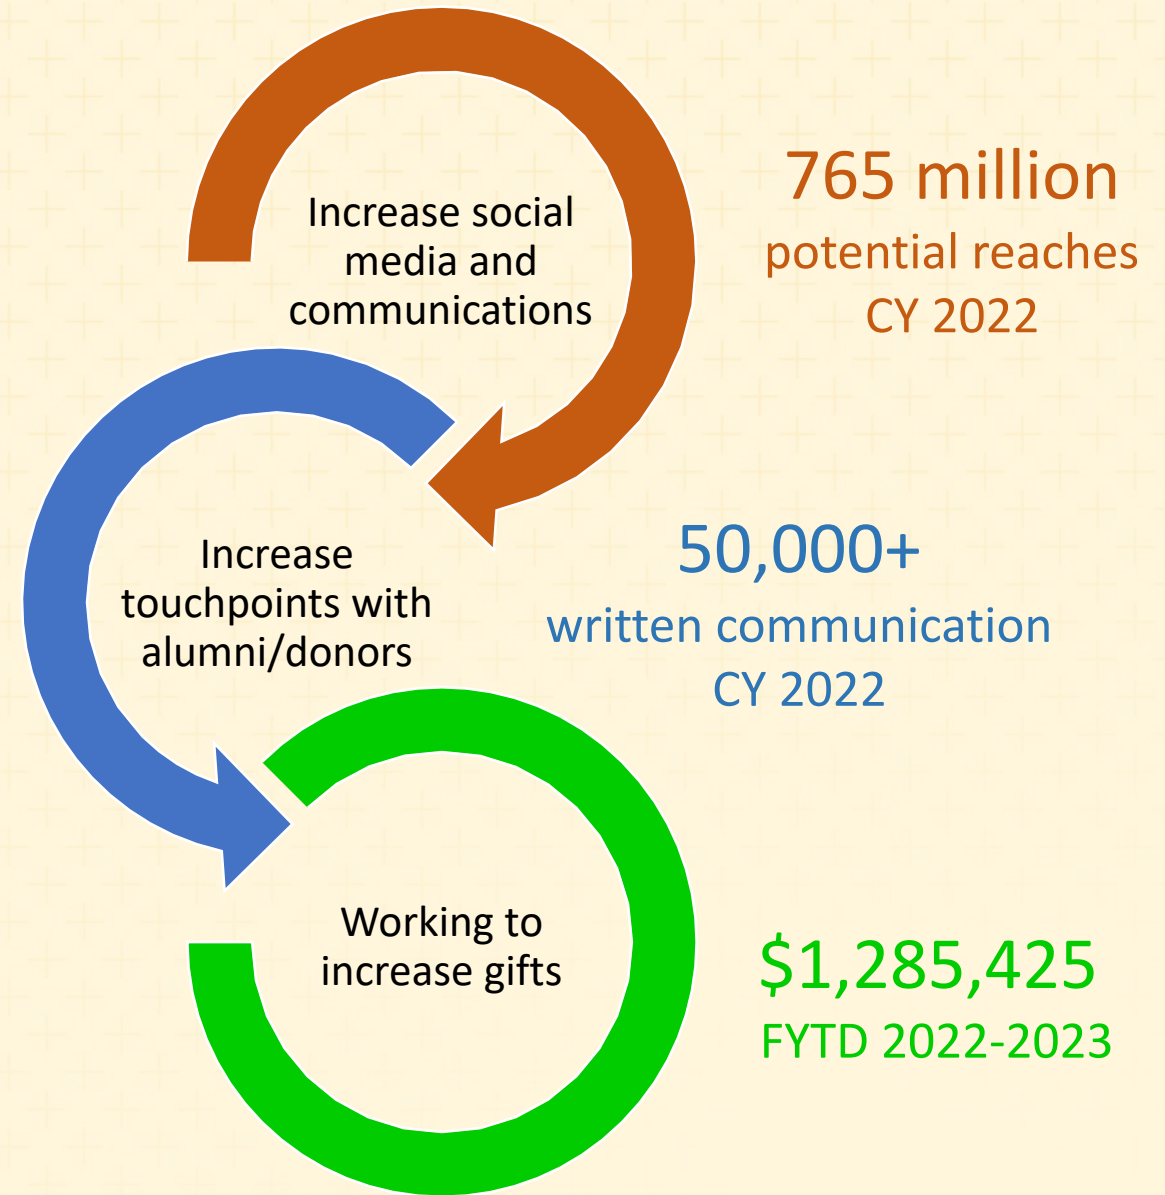 Increase social
media and
communications
765 million
potential reaches
CY 2022
Increase
touchpoints with
alumni/donors
50,000+
written communication
CY 2022
Working to
increase gifts
$1,285,425
FYTD 2022-2023